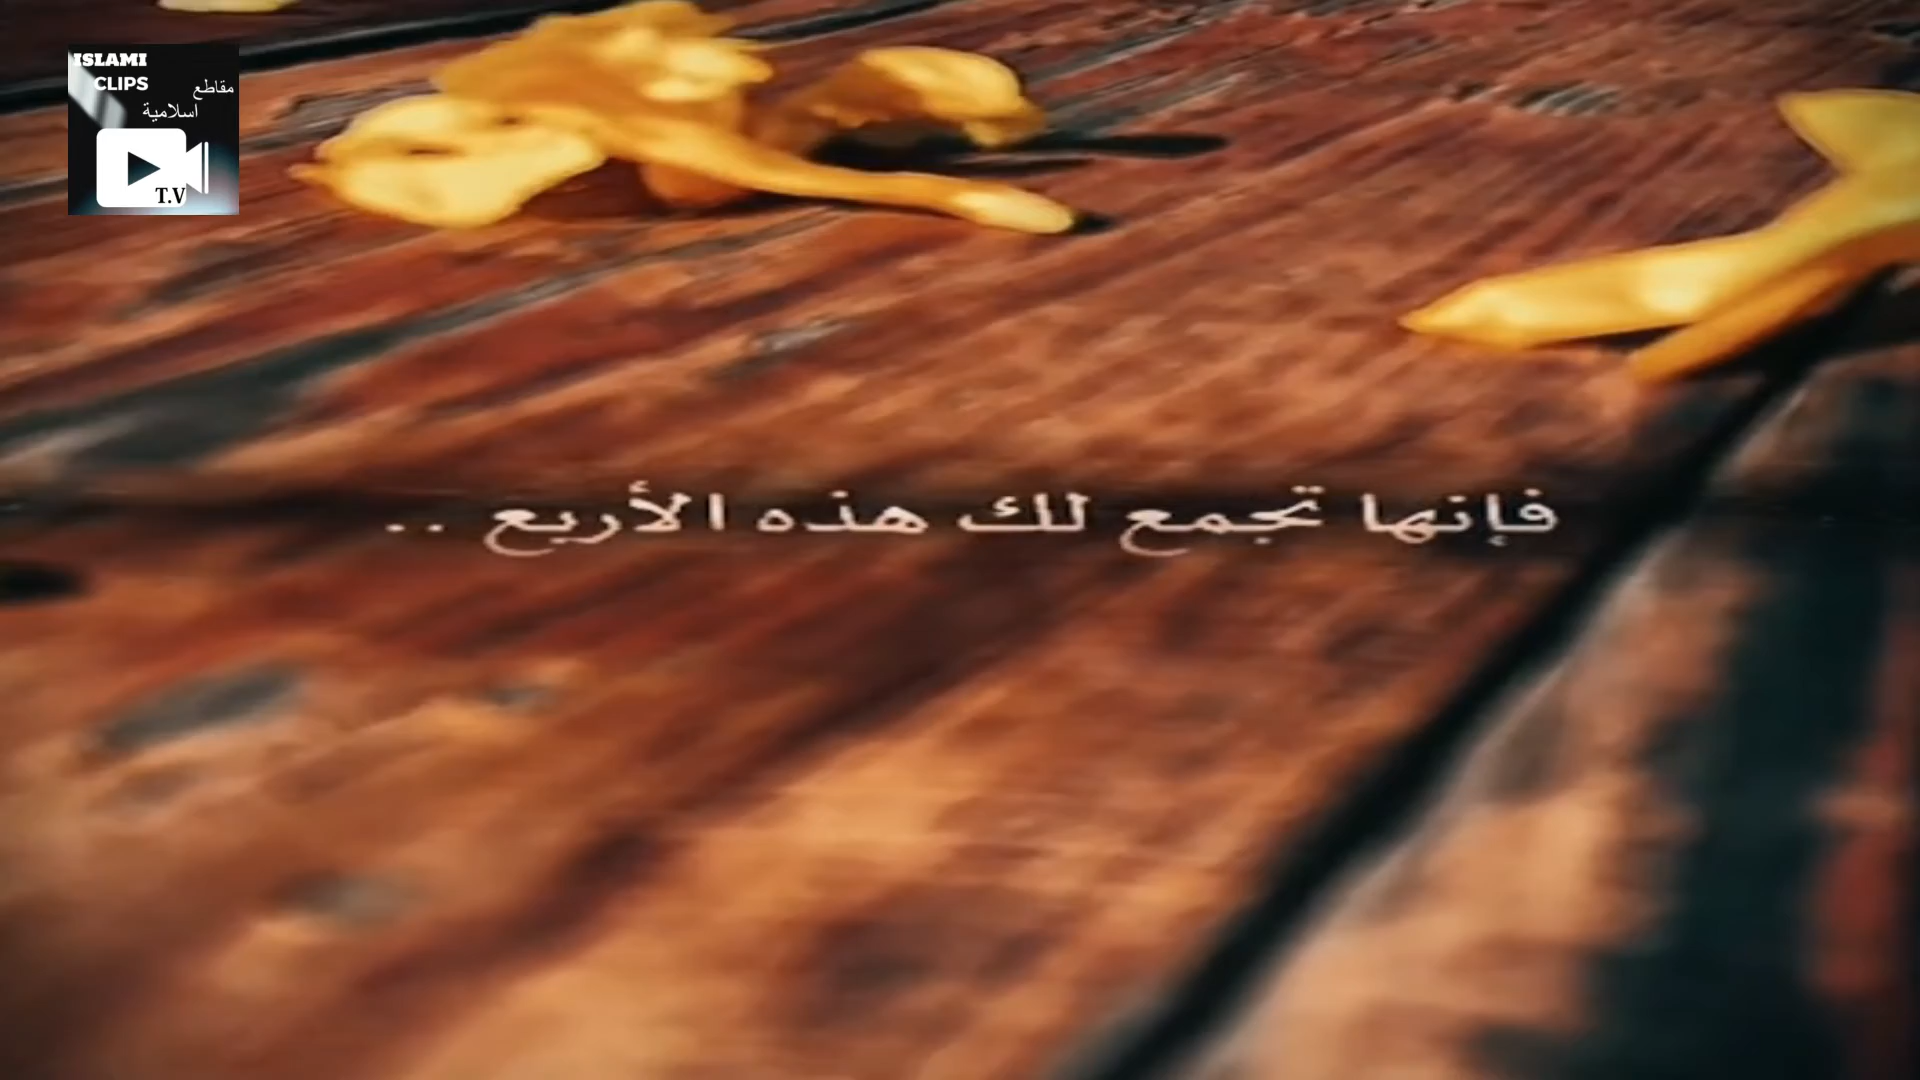 ISLAMI
CLIPS
مقاطع
اسلامية
T.V
فإنها تجمع لك هذه الأربع ..